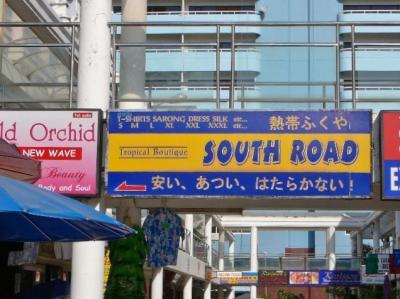 ld Orchid
NEW WAVE
Beauty
Body and Soul
T-SHIRTS SARONG DRESS SILK etc...
S M L XL XXL XXXL etc...
熱帯ふくや
Tropical Boutique
SOUTH ROAD
安い、あつい、はたらかない!